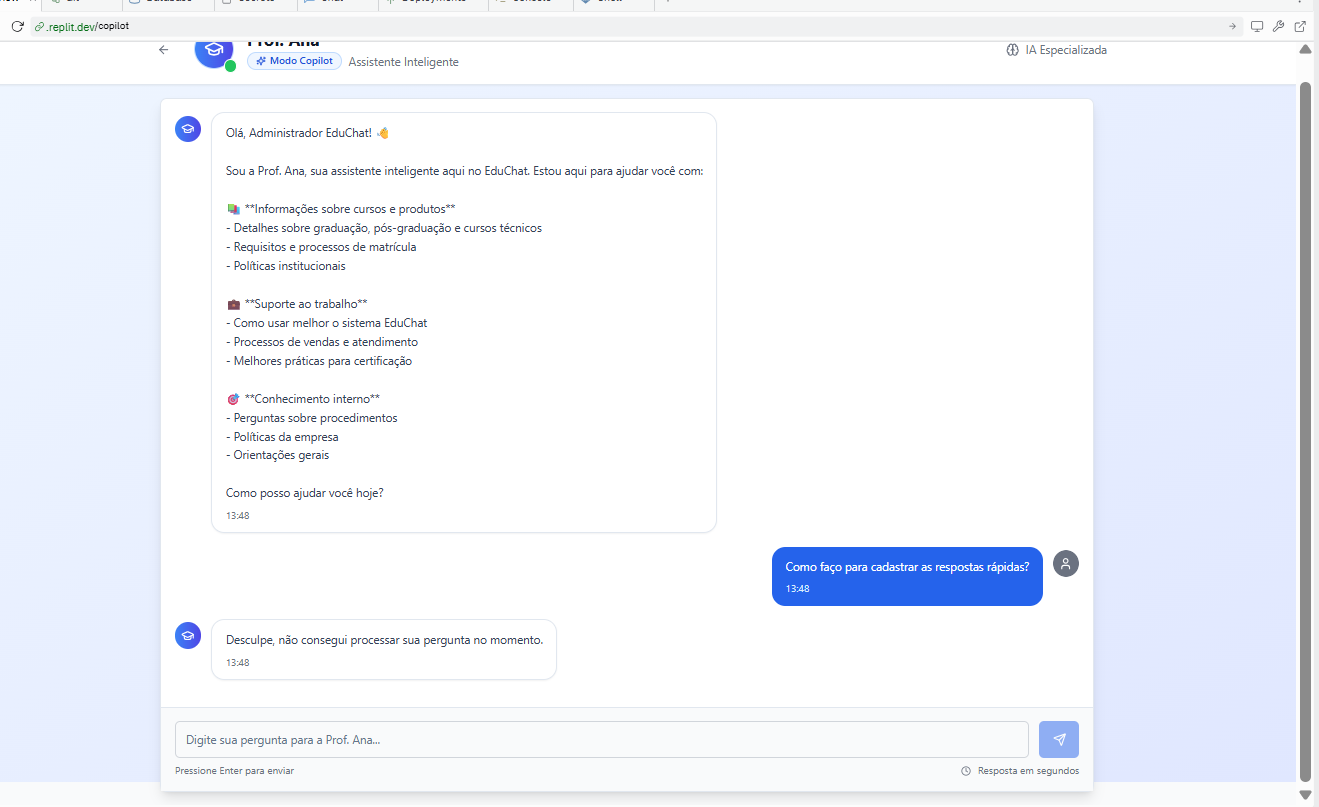 .replit.dev/copilot
Prof. Ana
Modo Copilot Assistente Inteligente
IA Especializada
Olá, Administrador EduChat! 👋
Sou a Prof. Ana, sua assistente inteligente aqui no EduChat. Estou aqui para ajudar você com:
📚 **Informações sobre cursos e produtos**
- Detalhes sobre graduação, pós-graduação e cursos técnicos
- Requisitos e processos de matrícula
- Políticas institucionais
💼 **Suporte ao trabalho**
- Como usar melhor o sistema EduChat
- Processos de vendas e atendimento
- Melhores práticas para certificação
🎯 **Conhecimento interno**
- Perguntas sobre procedimentos
- Políticas da empresa
- Orientações gerais
Como posso ajudar você hoje?
13:48
Como faço para cadastrar as respostas rápidas?
13:48
Desculpe, não consegui processar sua pergunta no momento.
13:48
Digite sua pergunta para a Prof. Ana...
Pressione Enter para enviar
Resposta em segundos